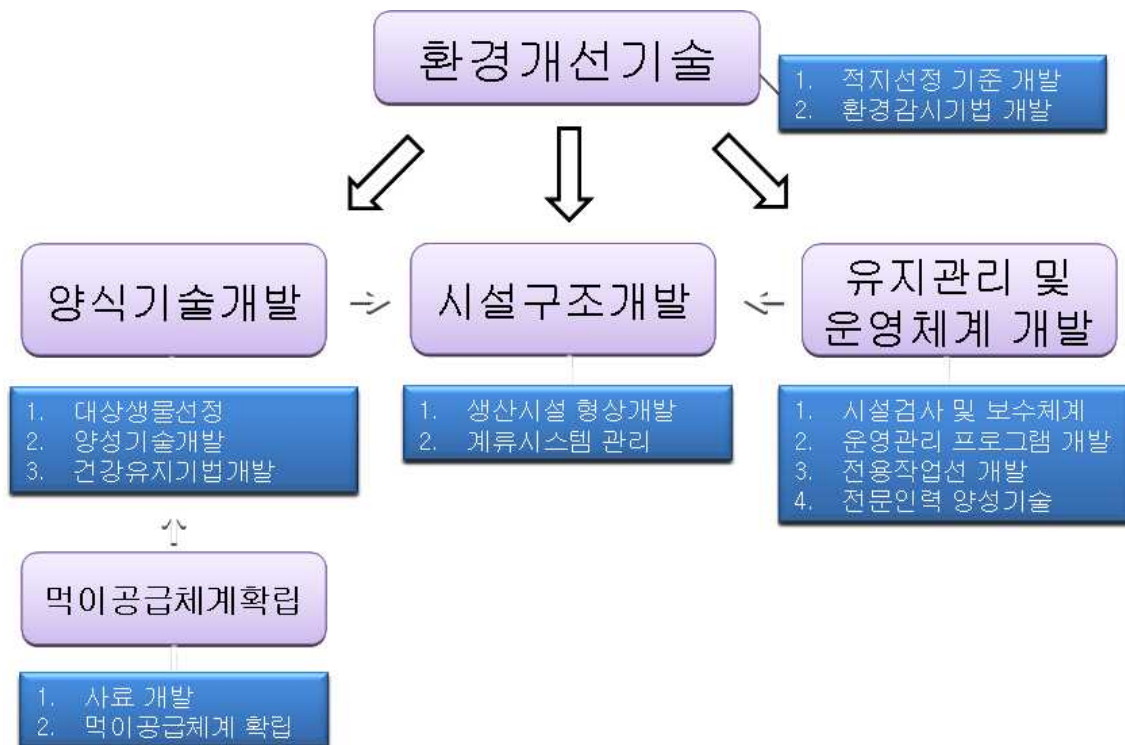 환경개선기술
1. 적지선정 기준 개발
2. 환경감시기법 개발
양식기술개발
1. 대상생물선정
2. 양성기술개발
3. 건강유지기법개발
시설구조개발
1. 생산시설 형상개발
2. 계류시스템 관리
유지관리 및
운영체계 개발
1. 시설검사 및 보수체계
2. 운영관리 프로그램 개발
3. 전용작업선 개발
4. 전문인력 양성기술
먹이공급체계확립
1. 사료 개발
2. 먹이공급체계 확립